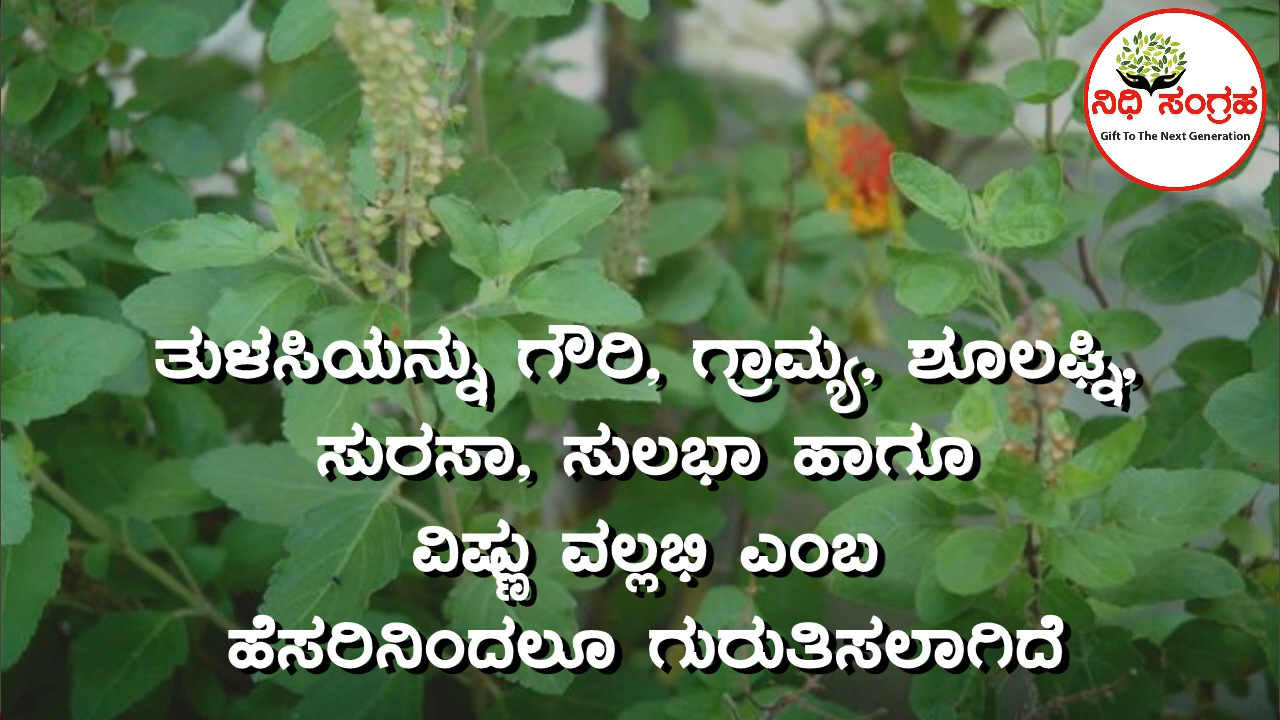 ನಿಧಿ ಸಂಗ್ರಹ
Gift To The Next Generation
ತುಳಸಿಯನ್ನು ಗೌರಿ, ಗ್ರಾಮ್ಯ, ಶೂಲಘ್ನಿ,
ಸುರಸಾ, ಸುಲಭಾ ಹಾಗೂ
ವಿಷ್ಣು ವಲ್ಲಭಿ ಎಂಬ
ಹೆಸರಿನಿಂದಲೂ ಗುರುತಿಸಲಾಗಿದೆ